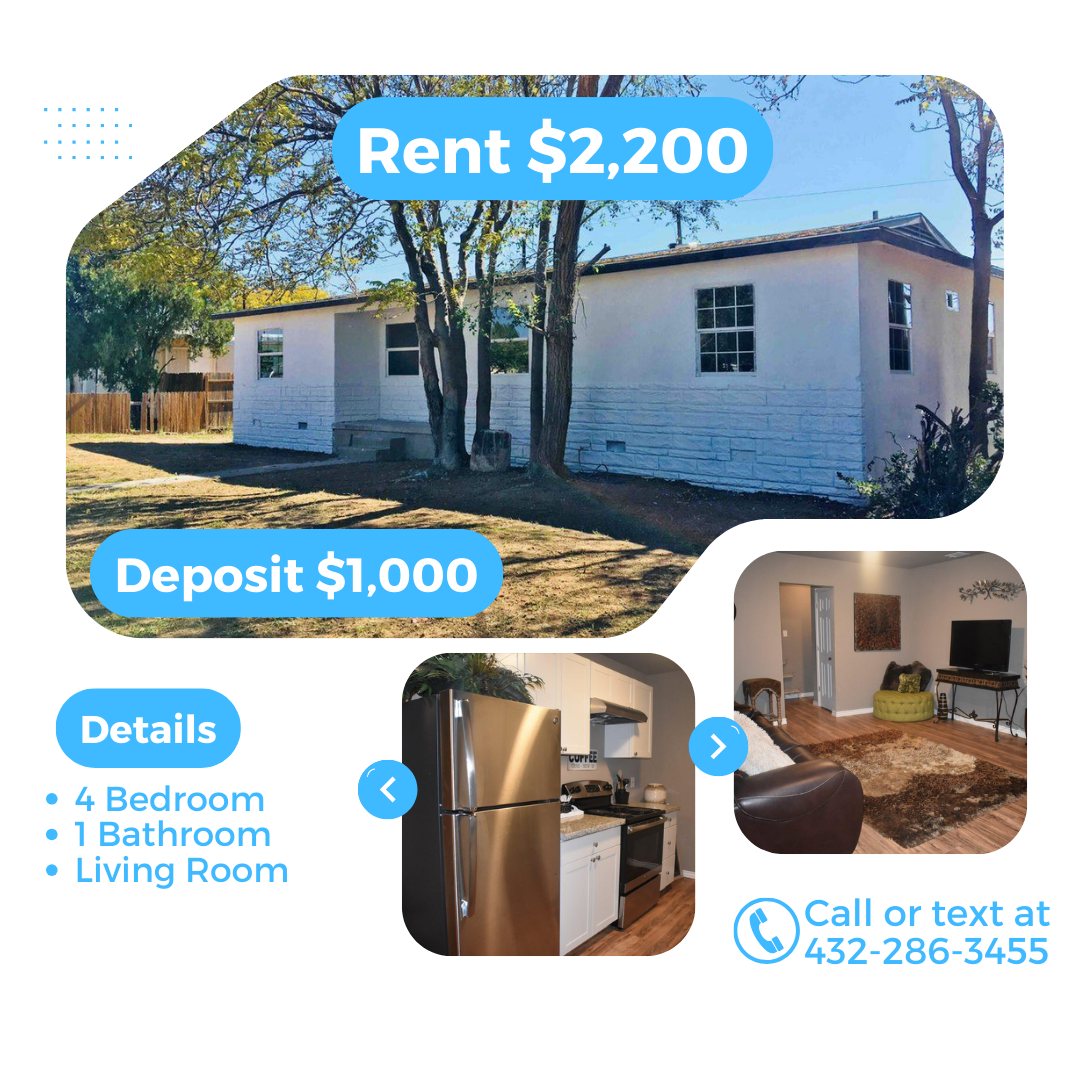 Rent $2,200
Deposit $1,000
Details
4 Bedroom
1 Bathroom
Living Room
COFFEE
Call or text at
432-286-3455